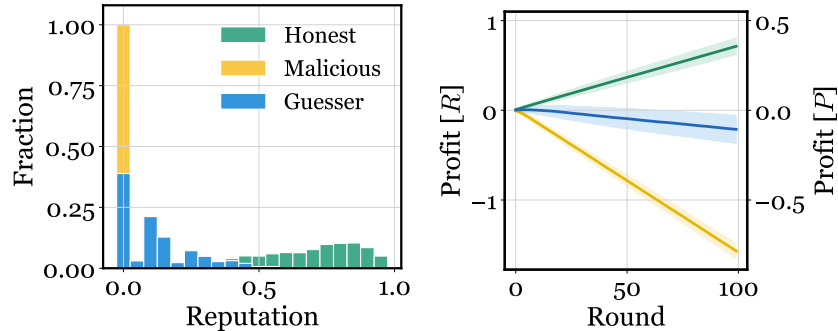 Fraction
1.00
0.75
0.50
0.25
0.00
Honest
Malicious
Guesser
0.0
0.5
1.0
Reputation
Profit [R]
1
0
−1
0
50
100
Round
0.5
0.0
−0.5
Profit [P]